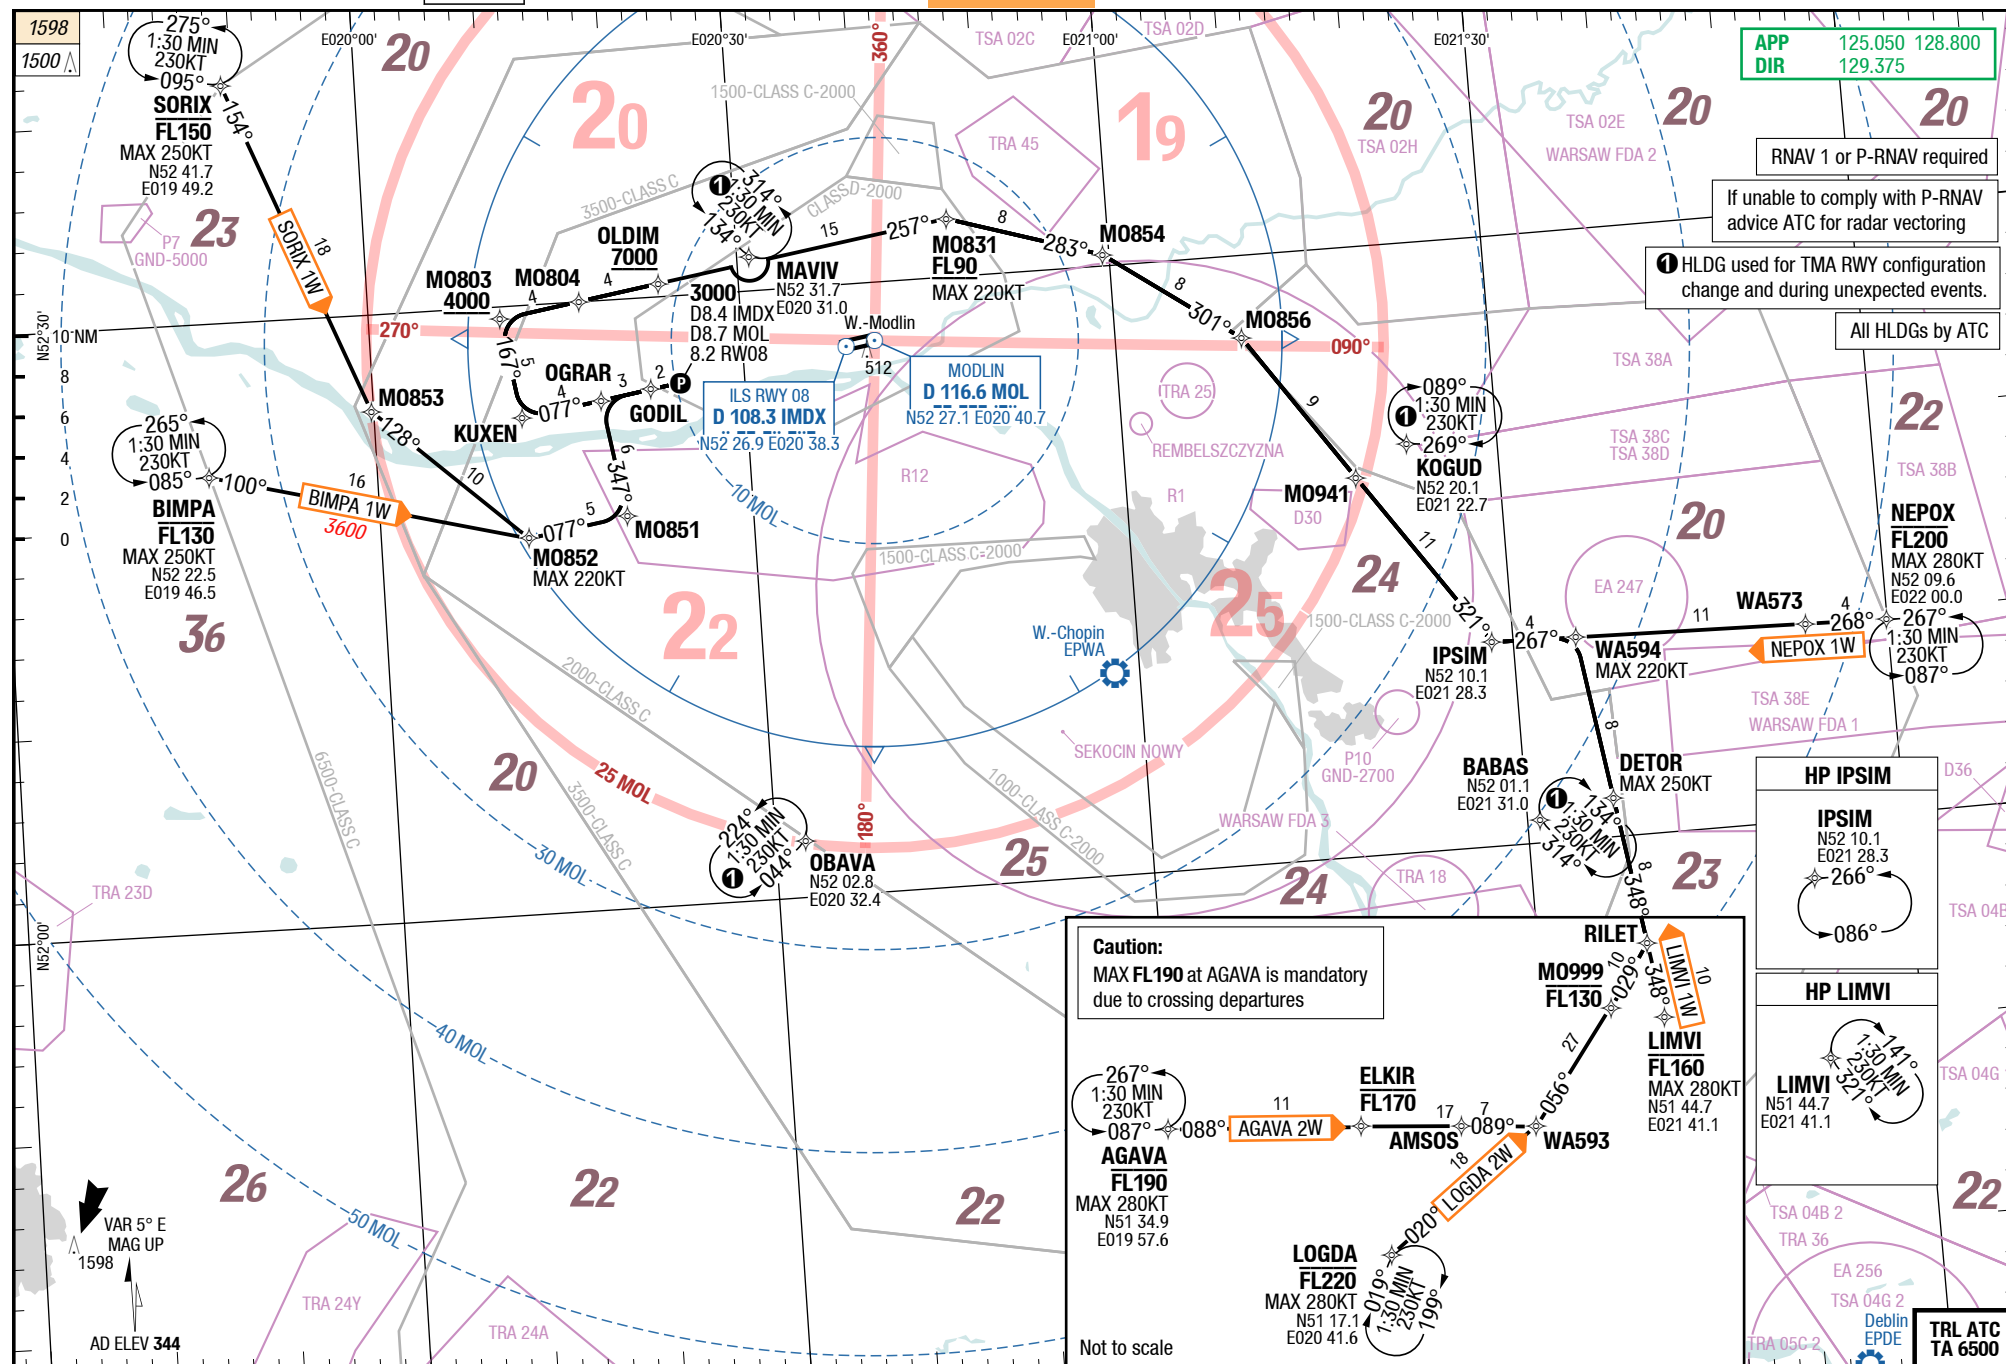 1598
1500
275°
1:30 MIN
230KT
095°
SORIX
FL150
MAX 250KT
N52 41.7
E019 49.2
154°
SORIX 1W
18
P7
GND-5000
23
20
E020°00'
E020°30'
E021°00'
E021°30'
360°
20
19
1500-CLASS C-2000
3500-CLASS C
CLASS D-2000
TSA 02C
TSA 02D
TRA 45
TSA 02H
20
TSA 02E
20
WARSAW FDA 2
20
APP 125.050 128.800
DIR 129.375
RNAV 1 or P-RNAV required
If unable to comply with P-RNAV
advice ATC for radar vectoring
1 HLDG used for TMA RWY configuration
change and during unexpected events.
All HLDGs by ATC
1
314°
1:30 MIN
230KT
134°
15
257°
8
283°
MO854
MO831
FL90
MAX 220KT
MAVIV
N52 31.7
E020 31.0
OLDIM
7000
MO804
MO803
4000
4
4
3000
D8.4 IMDX
D8.7 MOL
8.2 RW08
W.-Modlin
512
270°
090°
8
301°
MO856
N52°30'
10 NM
8
6
4
2
0
167°
5
OGRAR
4
3
2
P
077°
KUXEN
GODIL
ILS RWY 08
D 108.3 IMDX
N52 26.9 E020 38.3
MODLIN
D 116.6 MOL
N52 27.1 E020 40.7
TRA 25
REMBELSZCZYZNA
R12
R1
D30
9
MO941
089°
1
1:30 MIN
230KT
269°
KOGUD
N52 20.1
E021 22.7
TSA 38A
TSA 38C
TSA 38D
TSA 38B
22
20
MO853
128°
10
265°
1:30 MIN
230KT
085°
100°
16
BIMPA 1W
3600
BIMPA
FL130
MAX 250KT
N52 22.5
E019 46.5
36
6
347°
5
077°
MO851
MO852
MAX 220KT
10 MOL
1500-CLASS C-2000
22
25
24
11
321°
IPSIM
N52 10.1
E021 28.3
4
267°
WA594
MAX 220KT
EA 247
11
WA573
4
268°
NEPOX 1W
NEPOX
FL200
MAX 280KT
N52 09.6
E022 00.0
267°
1:30 MIN
230KT
087°
TSA 38E
WARSAW FDA 1
D36
W.-Chopin
EPWA
1500-CLASS C-2000
SEKOCIN NOWY
P10
GND-2700
2000-CLASS C
3500-CLASS C
6500-CLASS C
1000-CLASS C-2000
20
25 MOL
180°
30 MOL
40 MOL
50 MOL
224°
1:30 MIN
230KT
044°
1
OBAVA
N52 02.8
E020 32.4
25
24
WARSAW FDA 3
TRA 18
BABAS
N52 01.1
E021 31.0
1
134°
1:30 MIN
230KT
314°
8
DETOR
MAX 250KT
8
348°
23
HP IPSIM
IPSIM
N52 10.1
E021 28.3
266°
086°
HP LIMVI
141°
1:30 MIN
230KT
321°
LIMVI
N51 44.7
E021 41.1
TSA 04B
TSA 04G
22
TRA 23D
N52°00'
26
22
22
VAR 5° E
MAG UP
1598
AD ELEV 344
TRA 24Y
TRA 24A
Caution:
MAX FL190 at AGAVA is mandatory
due to crossing departures
RILET
MO999
FL130
10
029°
348°
LIMVI 1W
10
LIMVI
FL160
MAX 280KT
N51 44.7
E021 41.1
27
056°
267°
1:30 MIN
230KT
087°
088°
11
AGAVA 2W
AGAVA
FL190
MAX 280KT
N51 34.9
E019 57.6
ELKIR
FL170
17
AMSOS
7
089°
WA593
18
LOGDA 2W
020°
LOGDA
FL220
MAX 280KT
N51 17.1
E020 41.6
019°
1:30 MIN
230KT
199°
Not to scale
TSA 04B 2
TRA 36
EA 256
TSA 04G 2
Deblin
EPDE
TRA 05C 2
TRL ATC
TA 6500